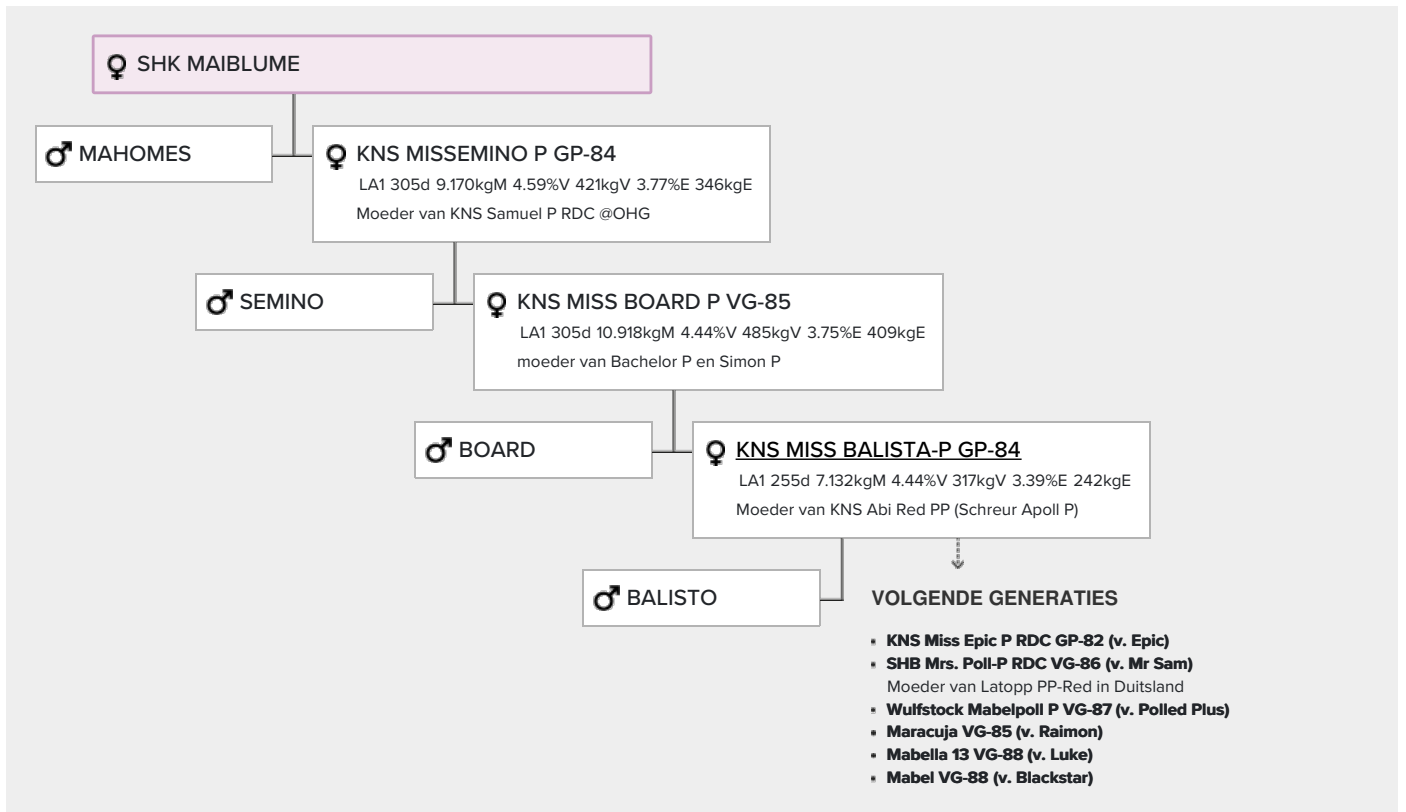 ♀ SHK MAIBLUME
♂ MAHOMES
♀ KNS MISSEMINO P GP-84
LA1 305d 9.170kgM 4.59%V 421kgV 3.77%E 346kgE
Moeder van KNS Samuel P RDC @OHG
♂ SEMINO
♀ KNS MISS BOARD P VG-85
LA1 305d 10.918kgM 4.44%V 485kgV 3.75%E 409kgE
moeder van Bachelor P en Simon P
♂ BOARD
♀ KNS MISS BALISTA-P GP-84
LA1 255d 7.132kgM 4.44%V 317kgV 3.39%E 242kgE
Moeder van KNS Abi Red PP (Schreur Apoll P)
♂ BALISTO
VOLGENDE GENERATIES
▪ KNS Miss Epic P RDC GP-82 (v. Epic)
▪ SHB Mrs. Poll-P RDC VG-86 (v. Mr Sam)
Moeder van Latopp PP-Red in Duitsland
▪ Wulfstock Mabelpoll P VG-87 (v. Polled Plus)
▪ Maracuja VG-85 (v. Raimon)
▪ Mabella 13 VG-88 (v. Luke)
▪ Mabel VG-88 (v. Blackstar)